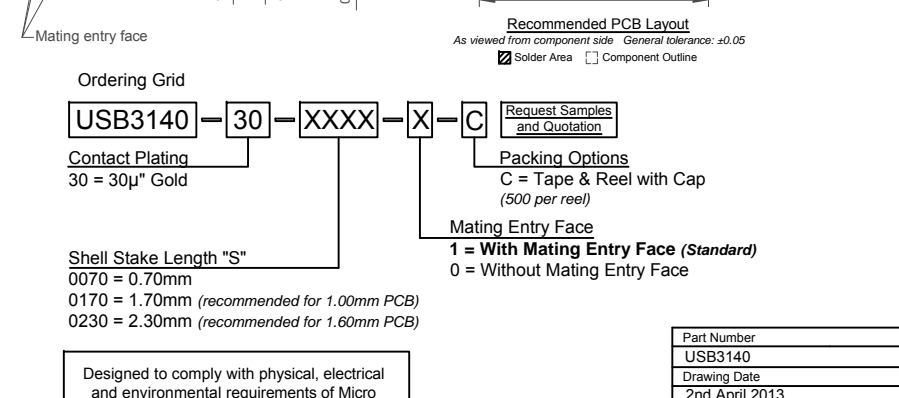 Mating entry face
Recommended PCB Layout
As viewed from component side General tolerance: ±0.05
Solder Area Component Outline
Ordering Grid
USB3140 – 30 – XXXX – X – C
Request Samples
and Quotation
Contact Plating
30 = 30µ" Gold
Packing Options
C = Tape & Reel with Cap
(500 per reel)
Mating Entry Face
1 = With Mating Entry Face (Standard)
0 = Without Mating Entry Face
Shell Stake Length "S"
0070 = 0.70mm
0170 = 1.70mm (recommended for 1.00mm PCB)
0230 = 2.30mm (recommended for 1.60mm PCB)
Designed to comply with physical, electrical
and environmental requirements of Micro
Part Number
USB3140
Drawing Date
2nd April 2013